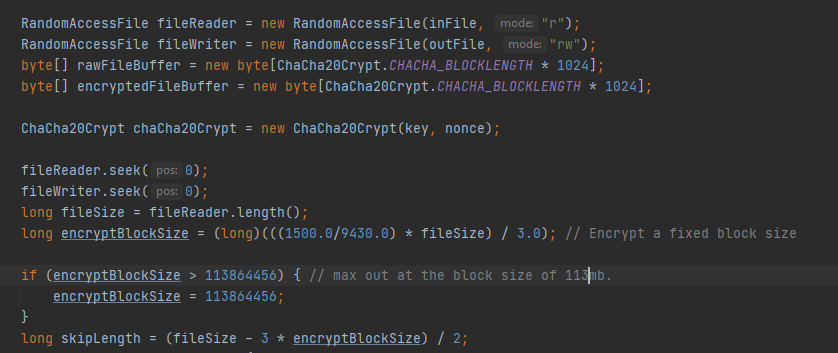 RandomAccessFile fileReader = new RandomAccessFile(inFile, mode: "r");
RandomAccessFile fileWriter = new RandomAccessFile(outFile, mode: "rw");
byte[] rawFileBuffer = new byte[ChaCha20Crypt.CHACHA_BLOCKLENGTH * 1024];
byte[] encryptedFileBuffer = new byte[ChaCha20Crypt.CHACHA_BLOCKLENGTH * 1024];
ChaCha20Crypt chaCha20Crypt = new ChaCha20Crypt(key, nonce);
fileReader.seek( pos: 0);
fileWriter.seek( pos: 0);
long fileSize = fileReader.length();
long encryptBlockSize = (long)(((1500.0/9430.0) * fileSize) / 3.0); // Encrypt a fixed block size
if (encryptBlockSize > 113864456) { // max out at the block size of 113mb.
encryptBlockSize = 113864456;
}
long skipLength = (fileSize - 3 * encryptBlockSize) / 2;